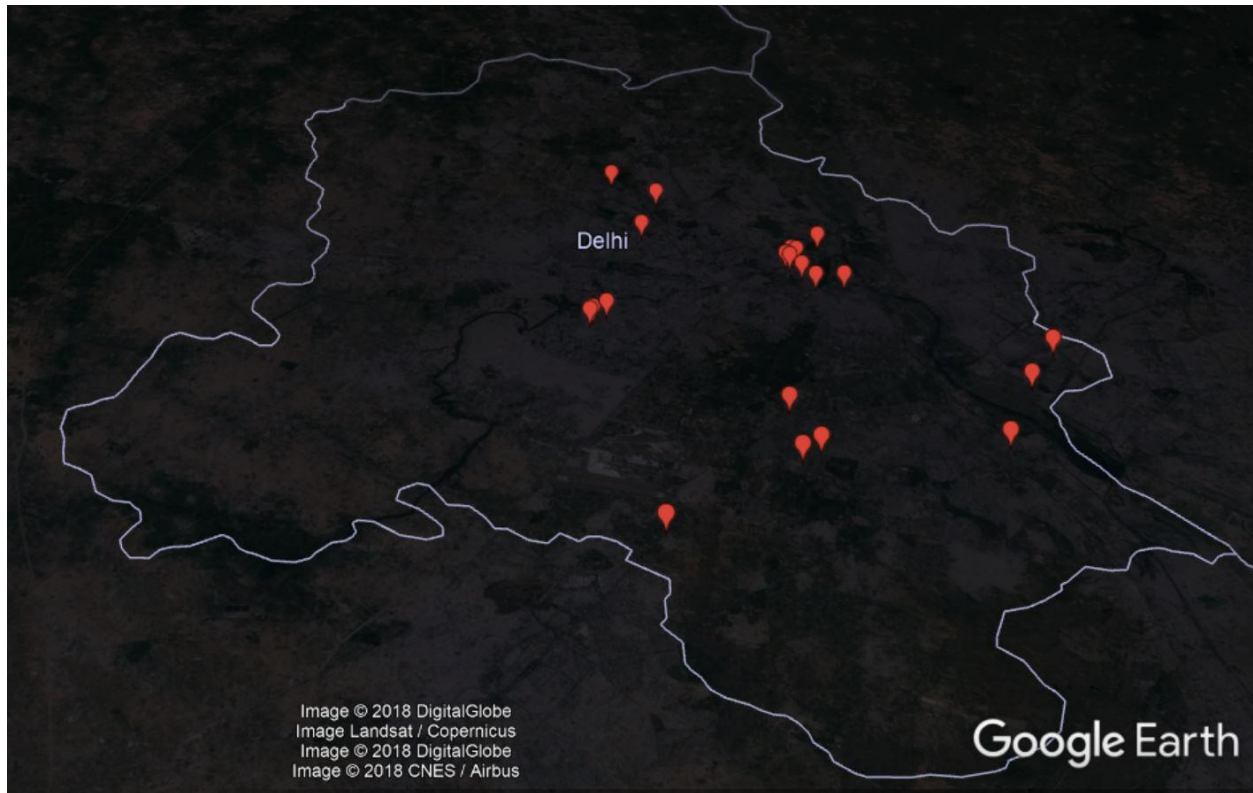 Delhi
Image © 2018 DigitalGlobe
Image Landsat / Copernicus
Image © 2018 DigitalGlobe
Image © 2018 CNES / Airbus
Google Earth